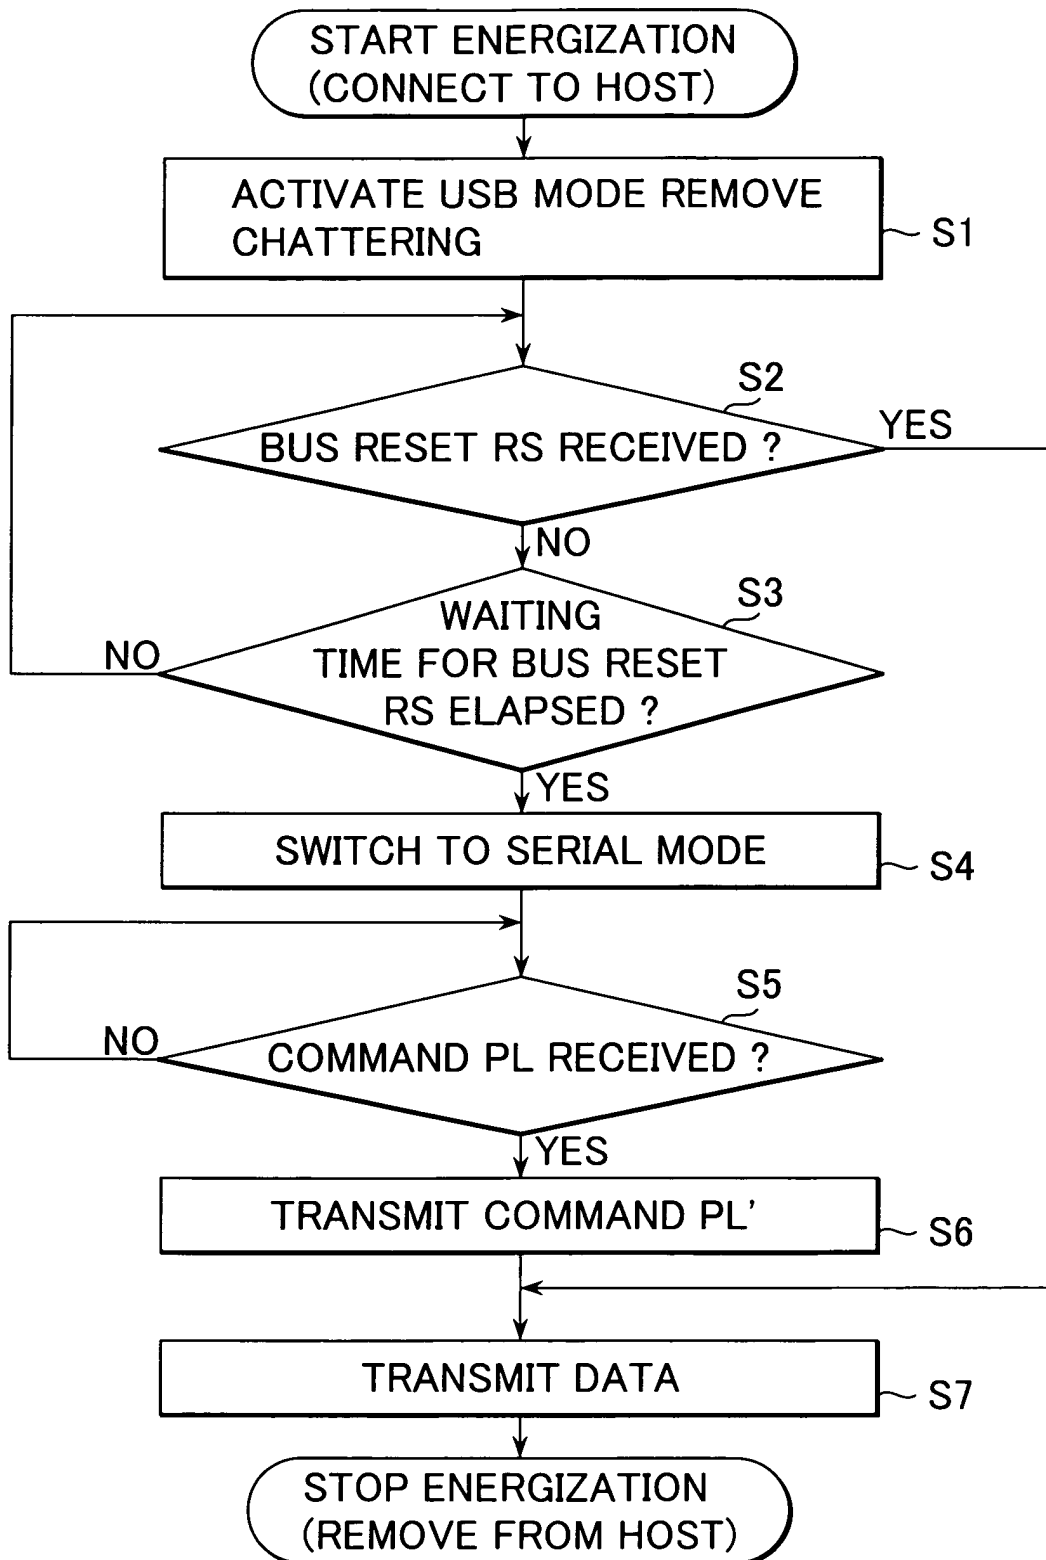 START ENERGIZATION
(CONNECT TO HOST)
ACTIVATE USB MODE REMOVE
CHATTERING
S1
S2
YES
BUS RESET RS RECEIVED ?
NO
S3
WAITING
TIME FOR BUS RESET
RS ELAPSED ?
NO
YES
SWITCH TO SERIAL MODE
S4
S5
NO
COMMAND PL RECEIVED ?
YES
TRANSMIT COMMAND PL'
S6
TRANSMIT DATA
S7
STOP ENERGIZATION
(REMOVE FROM HOST)